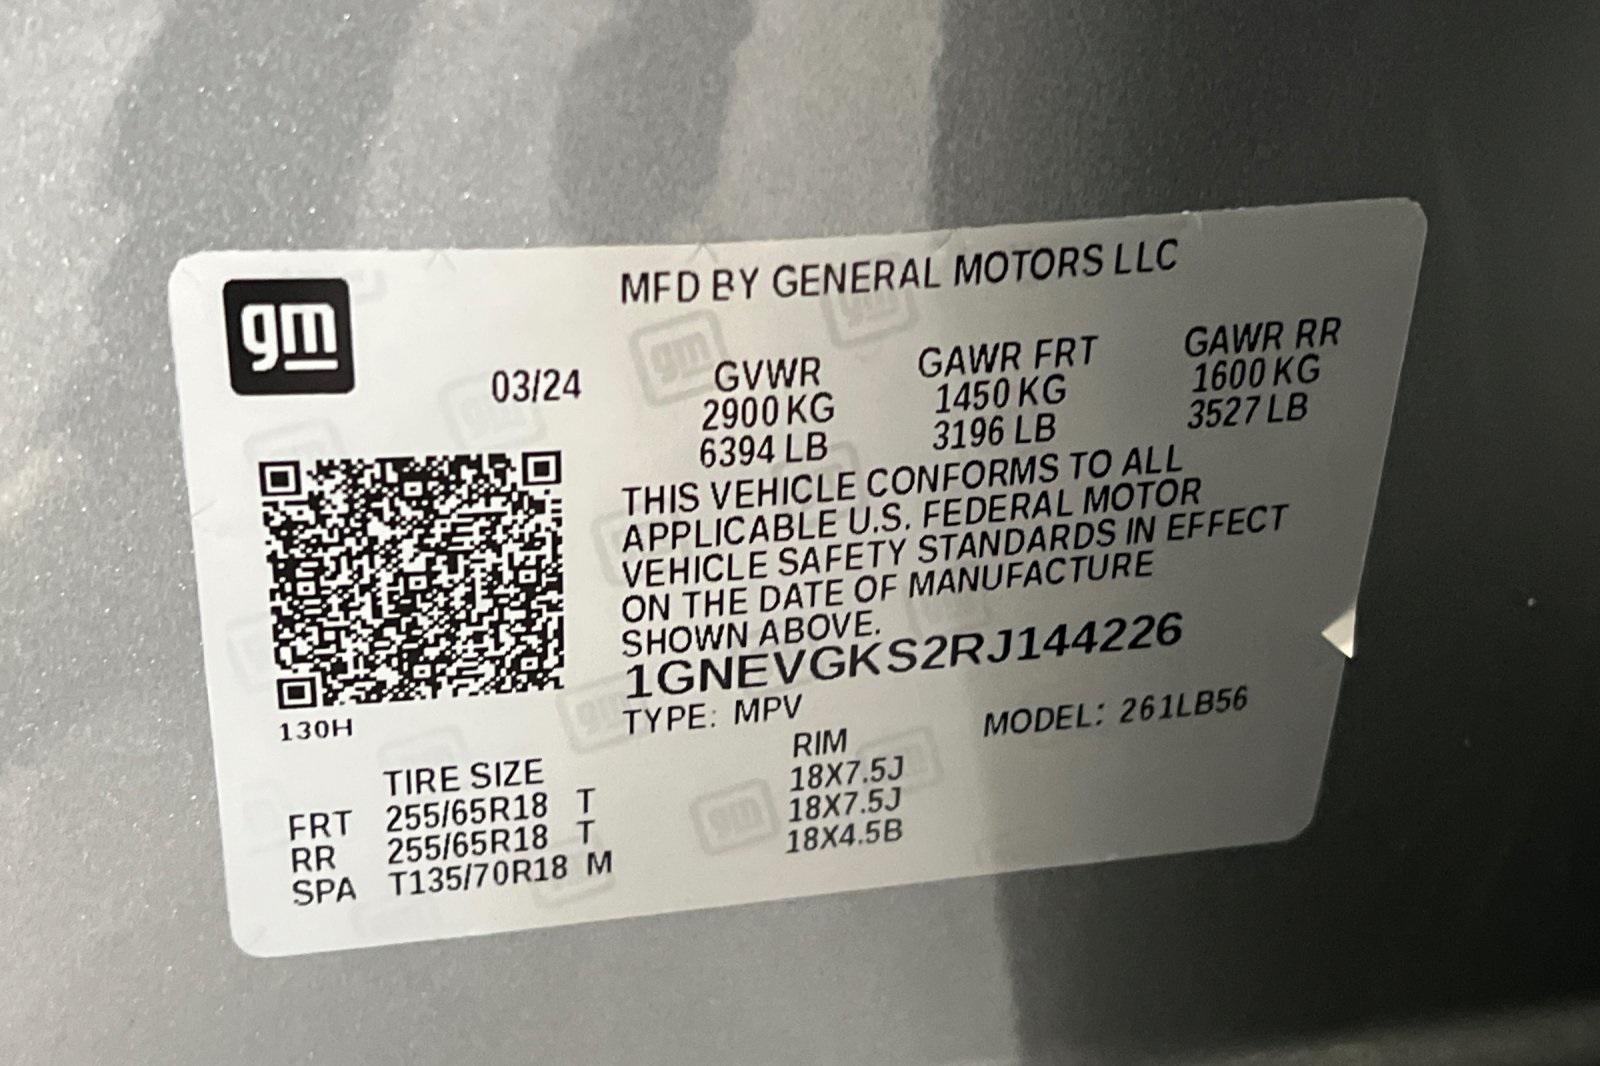 gm
MFD BY GENERAL MOTORS LLC
03/24
GVWR GAWR FRT GAWR RR
2900 KG 1450 KG 1600 KG
6394 LB 3196 LB 3527 LB
THIS VEHICLE CONFORMS TO ALL
APPLICABLE U.S. FEDERAL MOTOR
VEHICLE SAFETY STANDARDS IN EFFECT
ON THE DATE OF MANUFACTURE
SHOWN ABOVE.
1GNEVGKS2RJ144226
130H
TYPE: MPV MODEL: 261LB56
TIRE SIZE RIM
FRT 255/65R18 T 18X7.5J
RR 255/65R18 T 18X7.5J
SPA T135/70R18 M 18X4.5B